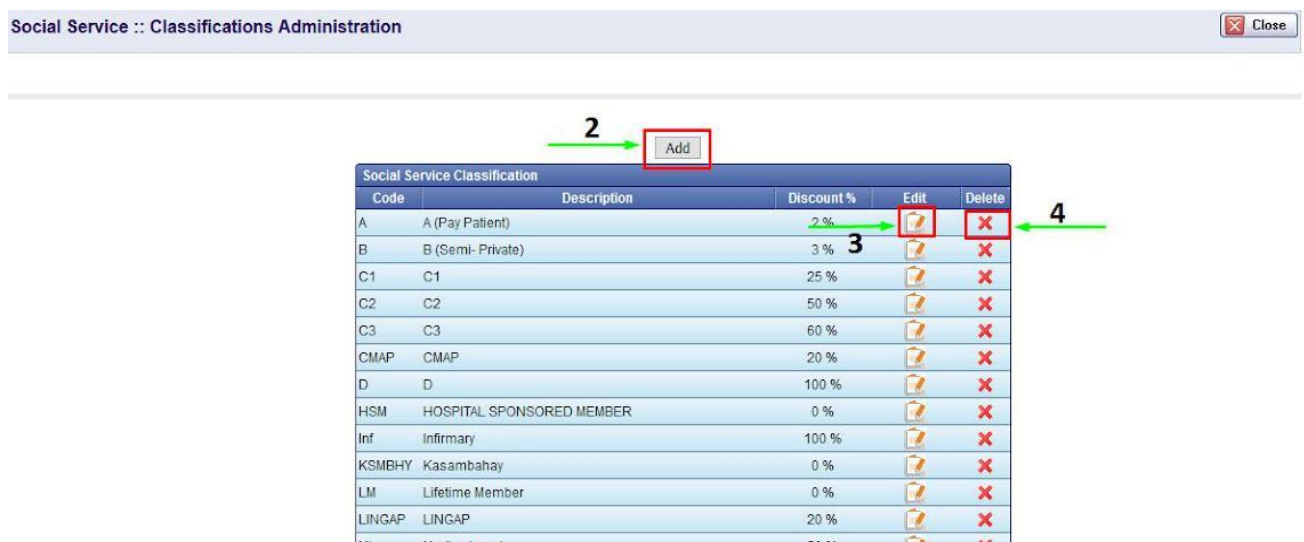 Social Service :: Classifications Administration Close
2
Add
Social Service Classification
Code Description Discount % Edit Delete
A A (Pay Patient) 2 %
4
3
B B (Semi- Private) 3 %
C1 C1 25 %
C2 C2 50 %
C3 C3 60 %
CMAP CMAP 20 %
D D 100 %
HSM HOSPITAL SPONSORED MEMBER 0 %
Inf Infirmary 100 %
KSMBHY Kasambahay 0 %
LM Lifetime Member 0 %
LINGAP LINGAP 20 %